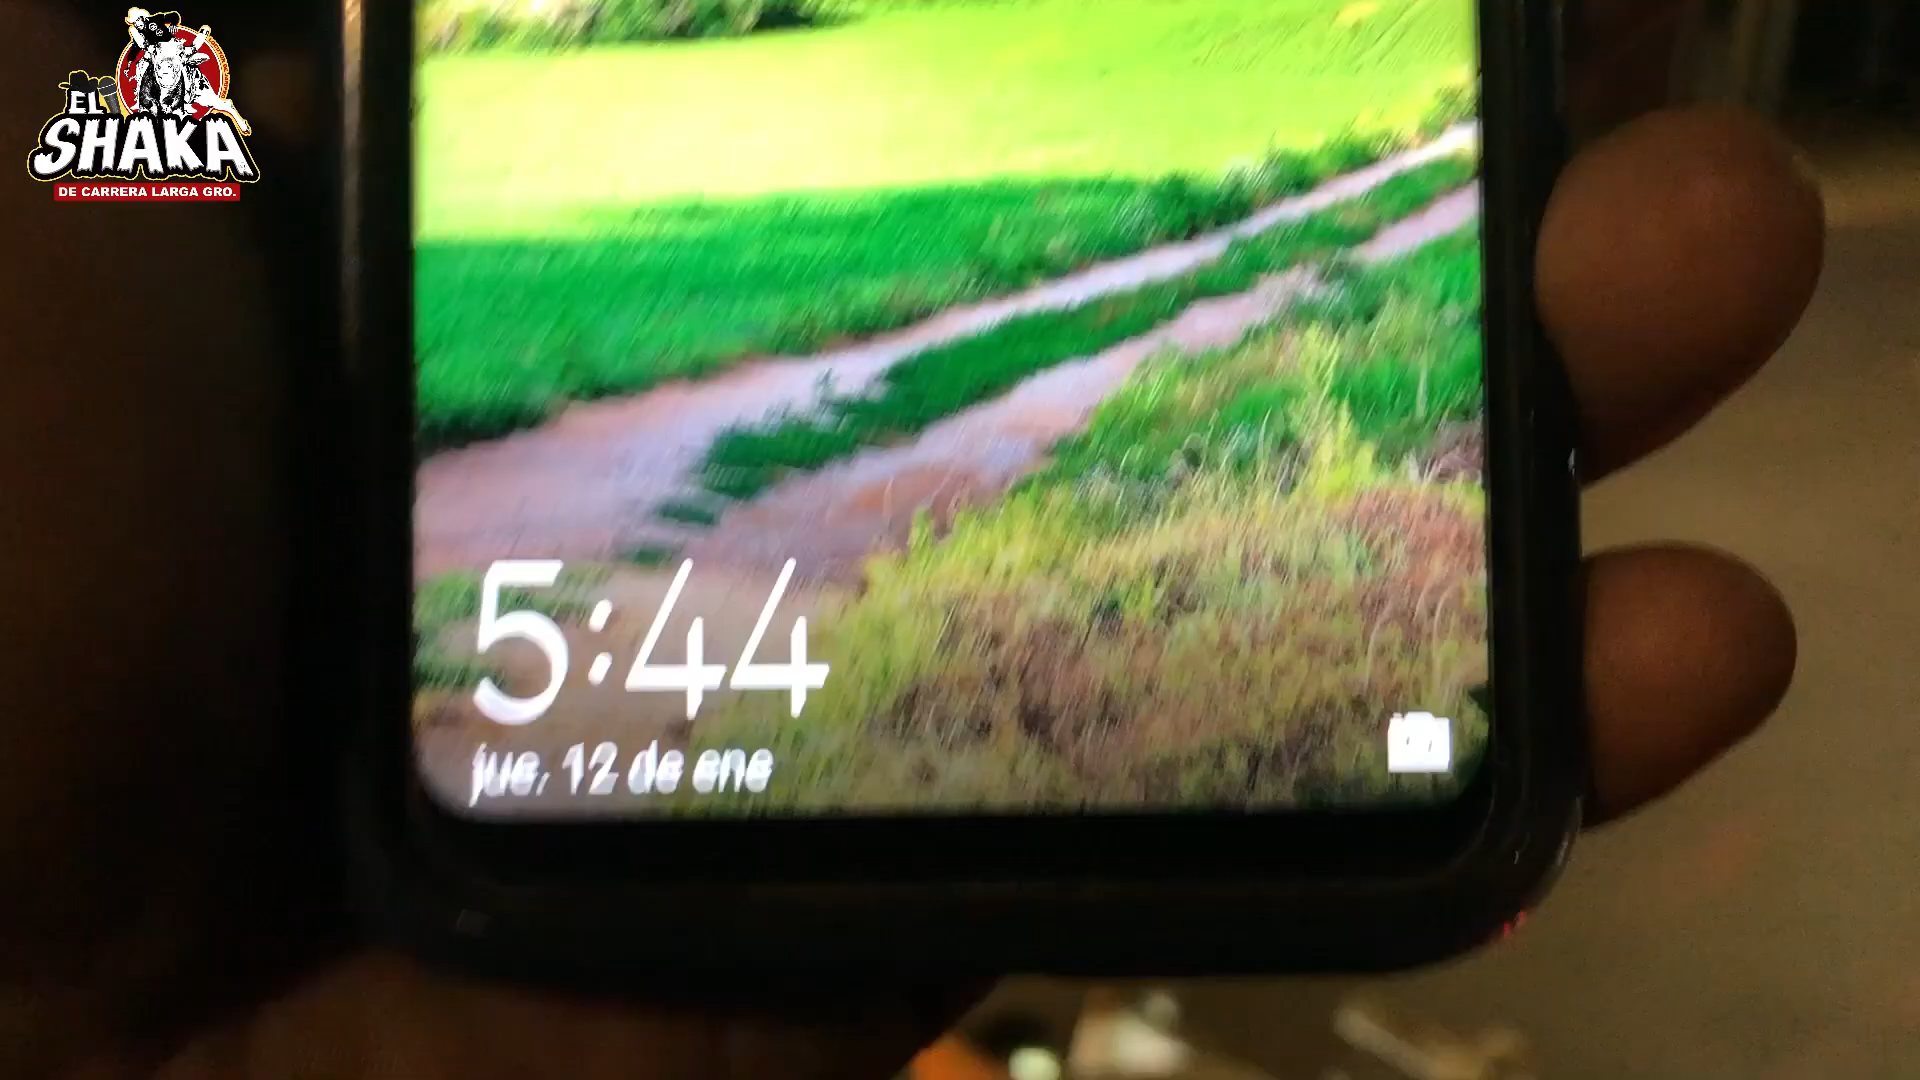 EL
SHAKA
DE CARRERA LARGA GRO.
5:44
jue, 12 de ene